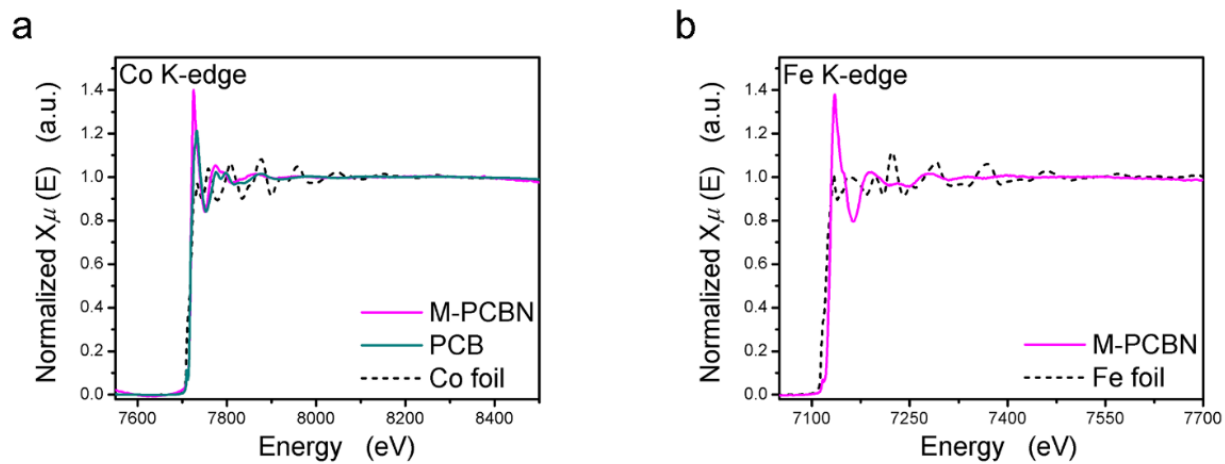 a
Co K-edge
Normalized Xμ (E) (a.u.)
1.4
1.2
1.0
0.8
0.6
0.4
0.2
0.0
M-PCBN
PCB
Co foil
7600 7800 8000 8200 8400
Energy (eV)
b
Fe K-edge
Normalized Xμ (E) (a.u.)
1.4
1.2
1.0
0.8
0.6
0.4
0.2
0.0
M-PCBN
Fe foil
7100 7250 7400 7550 7700
Energy (eV)